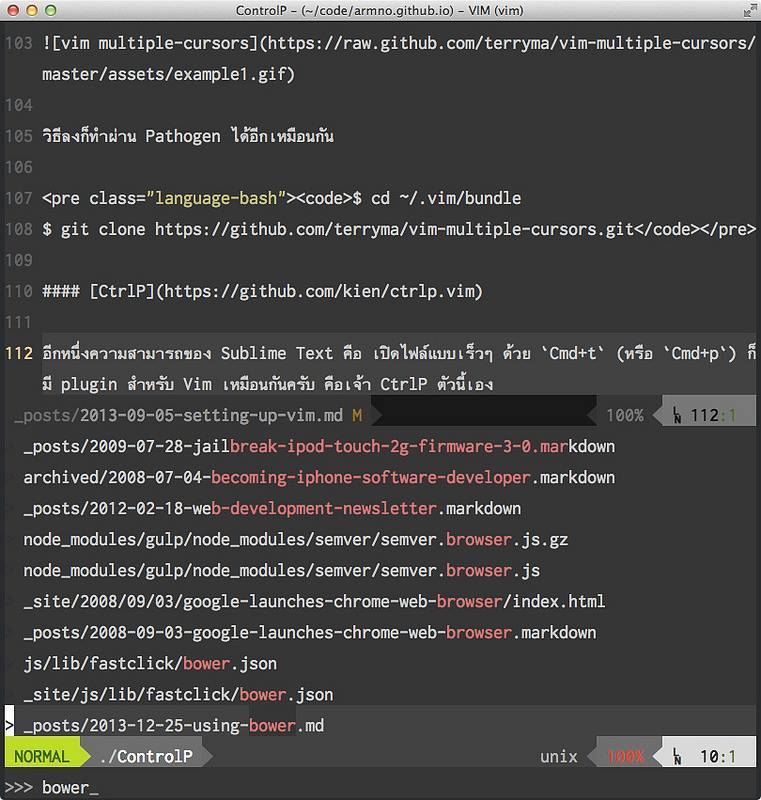 ControlP – (~/code/armno.github.io) – VIM (vim)
103 ![vim multiple-cursors](https://raw.github.com/terryma/vim-multiple-cursors/
master/assets/example1.gif)
104
105 วิธีลงก็ทำผ่าน Pathogen ได้อีกเหมือนกัน
106
107 <pre class="language-bash"><code>$ cd ~/.vim/bundle
108 $ git clone https://github.com/terryma/vim-multiple-cursors.git</code></pre>
109
110 #### [CtrlP](https://github.com/kien/ctrlp.vim)
111
112 อีกหนึ่งความสามารถของ Sublime Text คือ เปิดไฟล์แบบเร็วๆ ด้วย `Cmd+t` (หรือ `Cmd+p`) ก็
มี plugin สำหรับ Vim เหมือนกันครับ คือเจ้า CtrlP ตัวนี้เอง
_posts/2013-09-05-setting-up-vim.md M 100% LN 112:1
_posts/2009-07-28-jailbreak-ipod-touch-2g-firmware-3-0.markdown
archived/2008-07-04-becoming-iphone-software-developer.markdown
_posts/2012-02-18-web-development-newsletter.markdown
node_modules/gulp/node_modules/semver/semver.browser.js.gz
node_modules/gulp/node_modules/semver/semver.browser.js
_site/2008/09/03/google-launches-chrome-web-browser/index.html
_posts/2008-09-03-google-launches-chrome-web-browser.markdown
js/lib/fastclick/bower.json
_site/js/lib/fastclick/bower.json
> _posts/2013-12-25-using-bower.md
NORMAL ./ControlP unix 100% LN 10:1
>>> bower_